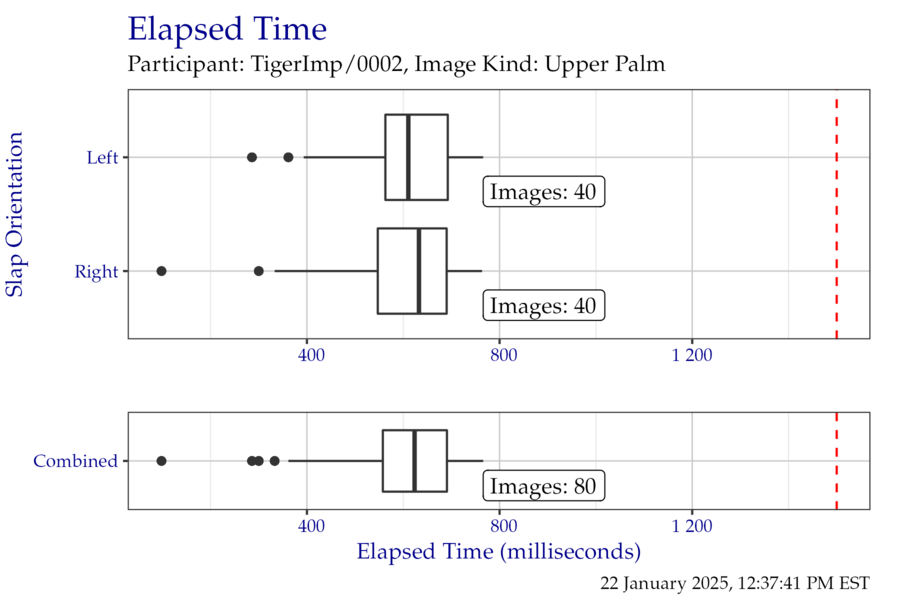 Elapsed Time
Participant: TigerImp/0002, Image Kind: Upper Palm
Slap Orientation
Left
Images: 40
Right
Images: 40
400 800 1 200
Combined
Images: 80
400 800 1 200
Elapsed Time (milliseconds)
22 January 2025, 12:37:41 PM EST